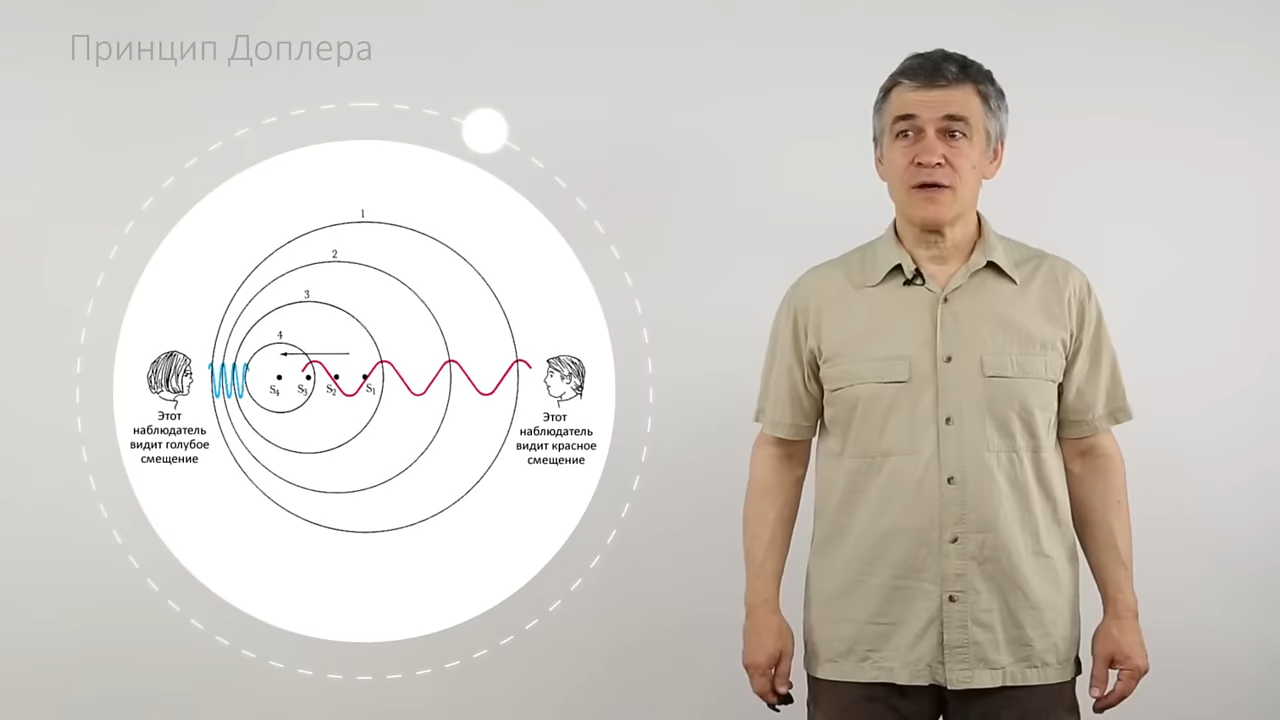 Принцип Доплера
1
2
3
4
S₄ S₃ S₂ S₁
Этот
наблюдатель
видит голубое
смещение
Этот
наблюдатель
видит красное
смещение